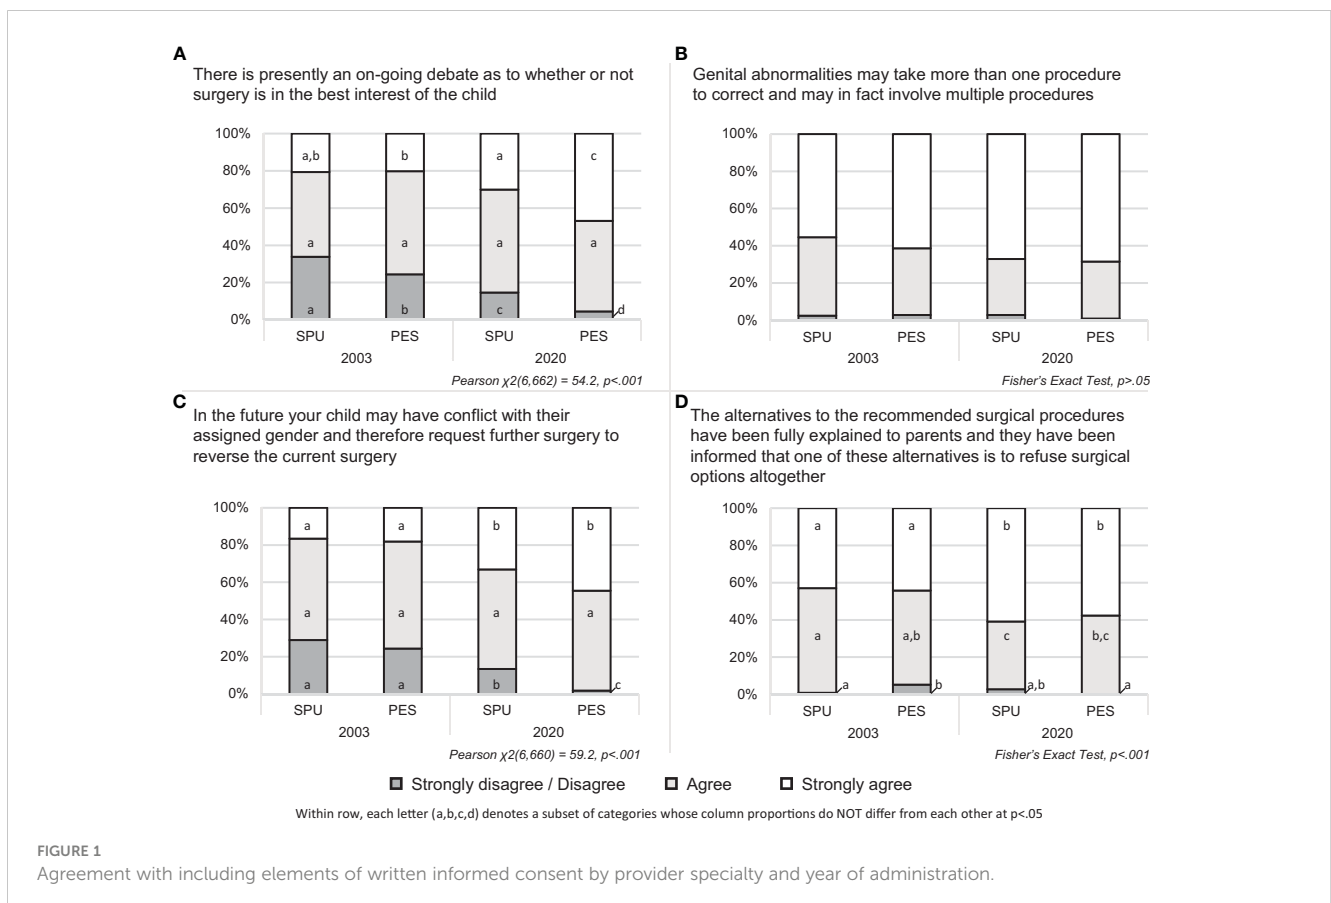 A
There is presently an on-going debate as to whether or not
surgery is in the best interest of the child
100%
80%
60%
40%
20%
0%
a,b
b
a
c
a
a
a
a
a
b
c
d
SPU
PES
SPU
PES
2003
2020
Pearson χ2(6,662) = 54.2, p<.001
B
Genital abnormalities may take more than one procedure
to correct and may in fact involve multiple procedures
100%
80%
60%
40%
20%
0%
SPU
PES
SPU
PES
2003
2020
Fisher's Exact Test, p>.05
C
In the future your child may have conflict with their
assigned gender and therefore request further surgery to
reverse the current surgery
100%
80%
60%
40%
20%
0%
a
a
b
b
a
a
a
a
a
a
b
c
SPU
PES
SPU
PES
2003
2020
Pearson χ2(6,660) = 59.2, p<.001
D
The alternatives to the recommended surgical procedures
have been fully explained to parents and they have been
informed that one of these alternatives is to refuse surgical
options altogether
100%
80%
60%
40%
20%
0%
a
a
b
b
a
a,b
c
b,c
a
b
a,b
a
SPU
PES
SPU
PES
2003
2020
Fisher's Exact Test, p<.001
Strongly disagree / Disagree
Agree
Strongly agree
Within row, each letter (a,b,c,d) denotes a subset of categories whose column proportions do NOT differ from each other at p<.05
FIGURE 1
Agreement with including elements of written informed consent by provider specialty and year of administration.